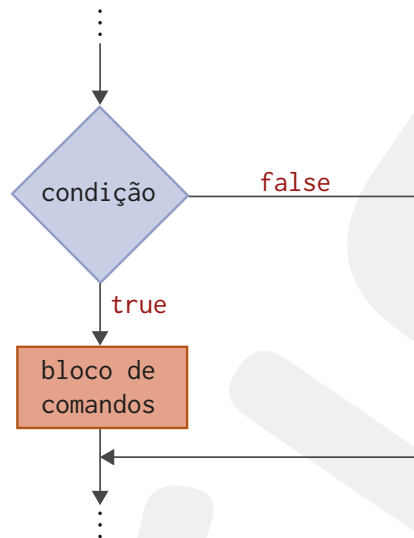 condição
false
true
bloco de
comandos